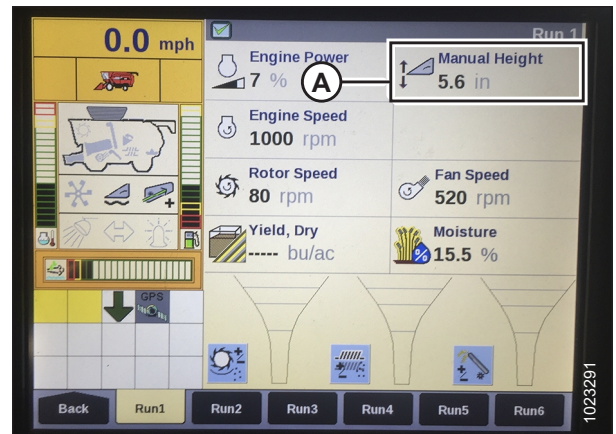 0.0 mph
Run 1
Engine Power
7 %
A
Manual Height
5.6 in
Engine Speed
1000 rpm
Rotor Speed
80 rpm
Fan Speed
520 rpm
Yield, Dry
----- bu/ac
Moisture
15.5 %
GPS
Back
Run1
Run2
Run3
Run4
Run5
Run6
1023291